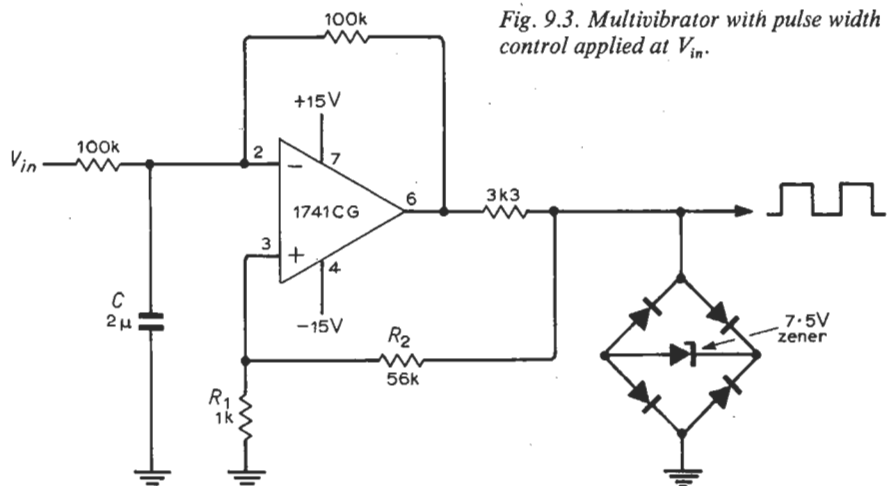 Fig. 9.3. Multivibrator with pulse width
control applied at Vin.
100k
+15V
100k
Vin
2
7
−
1741CG
6
3k3
3
+
4
−15V
C
2μ
R2
56k
R1
1k
7·5V
zener